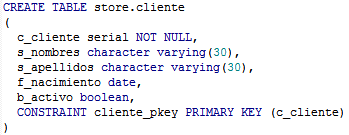 CREATE TABLE store.cliente
(
  c_cliente serial NOT NULL,
  s_nombres character varying(30),
  s_apellidos character varying(30),
  f_nacimiento date,
  b_activo boolean,
  CONSTRAINT cliente_pkey PRIMARY KEY (c_cliente)
)